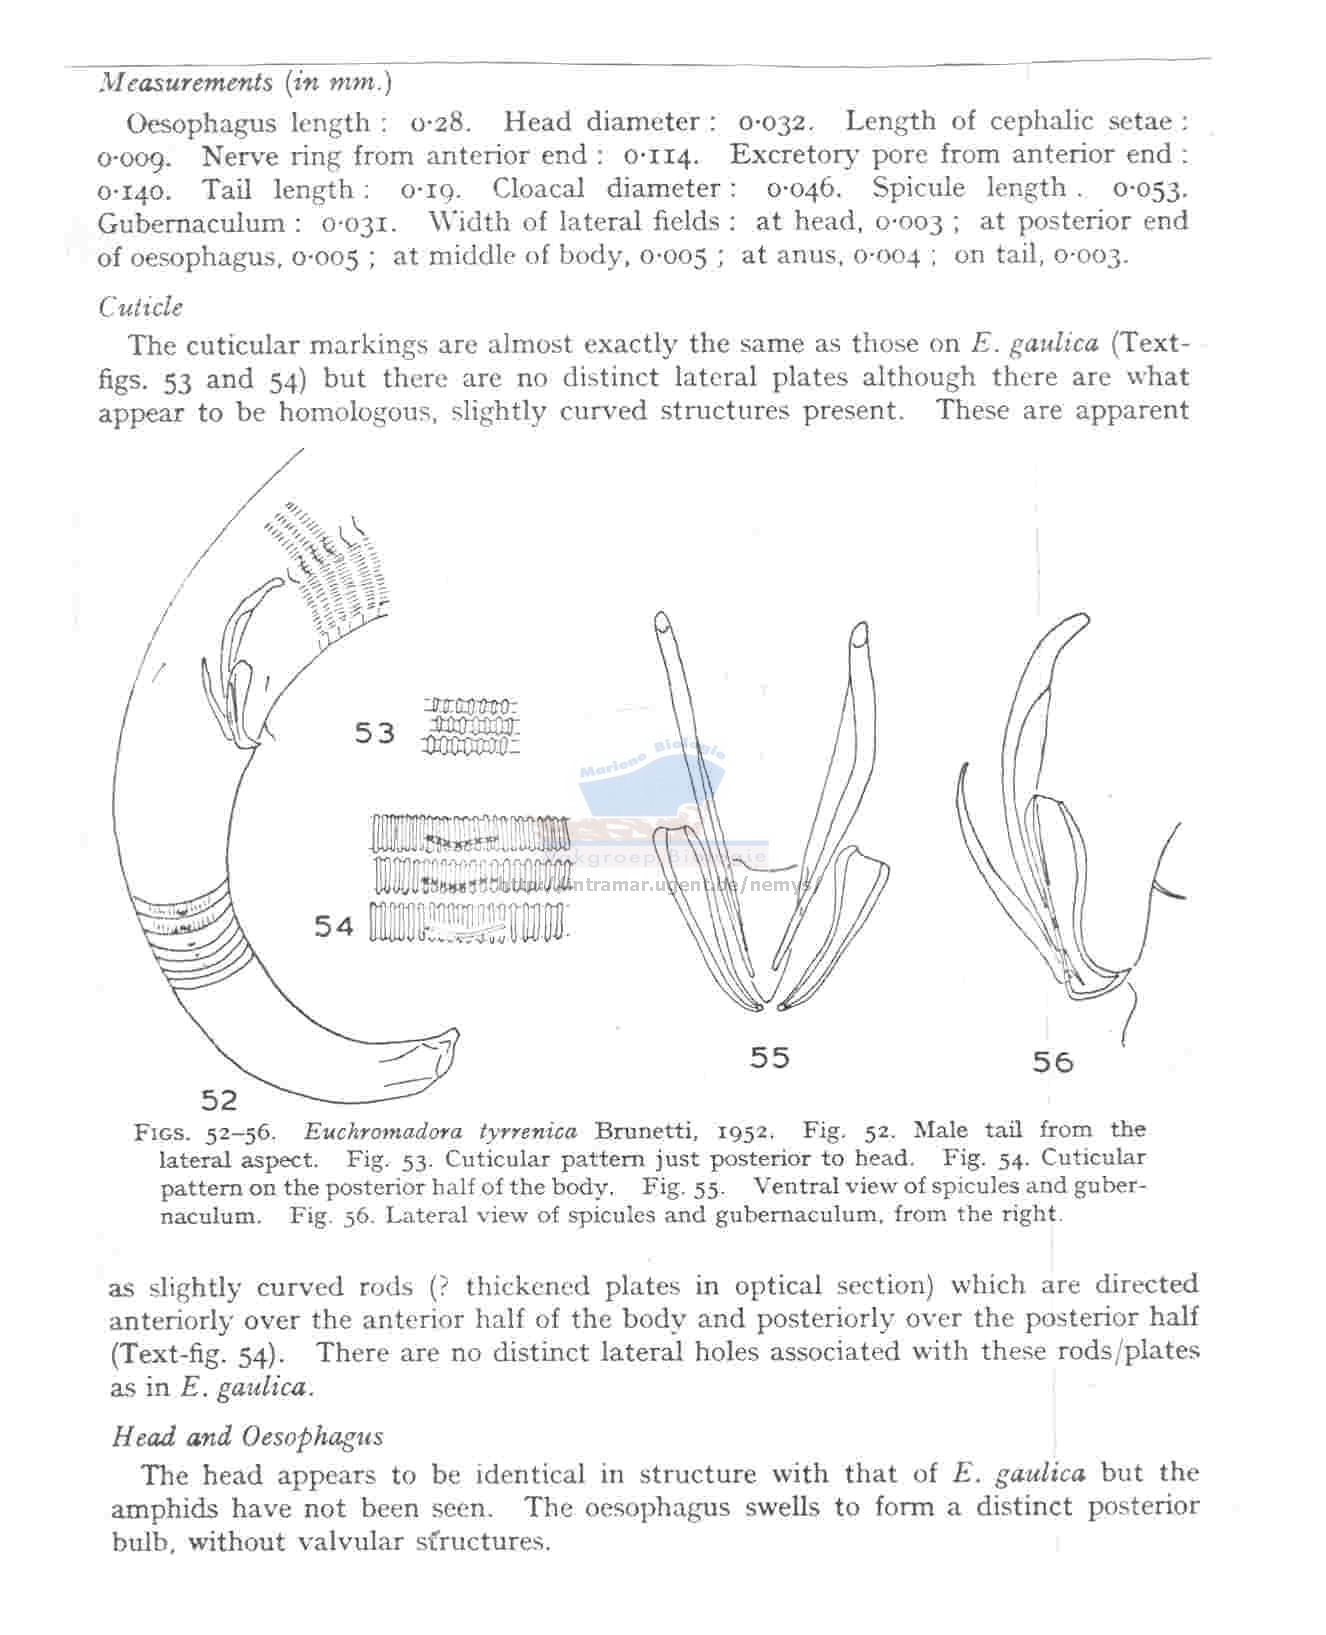 Measurements (in mm.)
Oesophagus length : 0·28. Head diameter : 0·032. Length of cephalic setae :
0·009. Nerve ring from anterior end : 0·114. Excretory pore from anterior end :
0·140. Tail length : 0·19. Cloacal diameter : 0·046. Spicule length . 0·053.
Gubernaculum : 0·031. Width of lateral fields : at head, 0·003 ; at posterior end
of oesophagus, 0·005 ; at middle of body, 0·005 ; at anus, 0·004 ; on tail, 0·003.
Cuticle
The cuticular markings are almost exactly the same as those on E. gaulica (Text-
figs. 53 and 54) but there are no distinct lateral plates although there are what
appear to be homologous, slightly curved structures present. These are apparent
53
Mariene Biologie
Vakgroep Biologie
http://intramar.ugent.de/nemys/
54
55
56
52
FIGS. 52–56. Euchromadora tyrrenica Brunetti, 1952. Fig. 52. Male tail from the
lateral aspect. Fig. 53. Cuticular pattern just posterior to head. Fig. 54. Cuticular
pattern on the posterior half of the body. Fig. 55. Ventral view of spicules and guber-
naculum. Fig. 56. Lateral view of spicules and gubernaculum, from the right.
as slightly curved rods (? thickened plates in optical section) which are directed
anteriorly over the anterior half of the body and posteriorly over the posterior half
(Text-fig. 54). There are no distinct lateral holes associated with these rods/plates
as in E. gaulica.
Head and Oesophagus
The head appears to be identical in structure with that of E. gaulica but the
amphids have not been seen. The oesophagus swells to form a distinct posterior
bulb, without valvular structures.